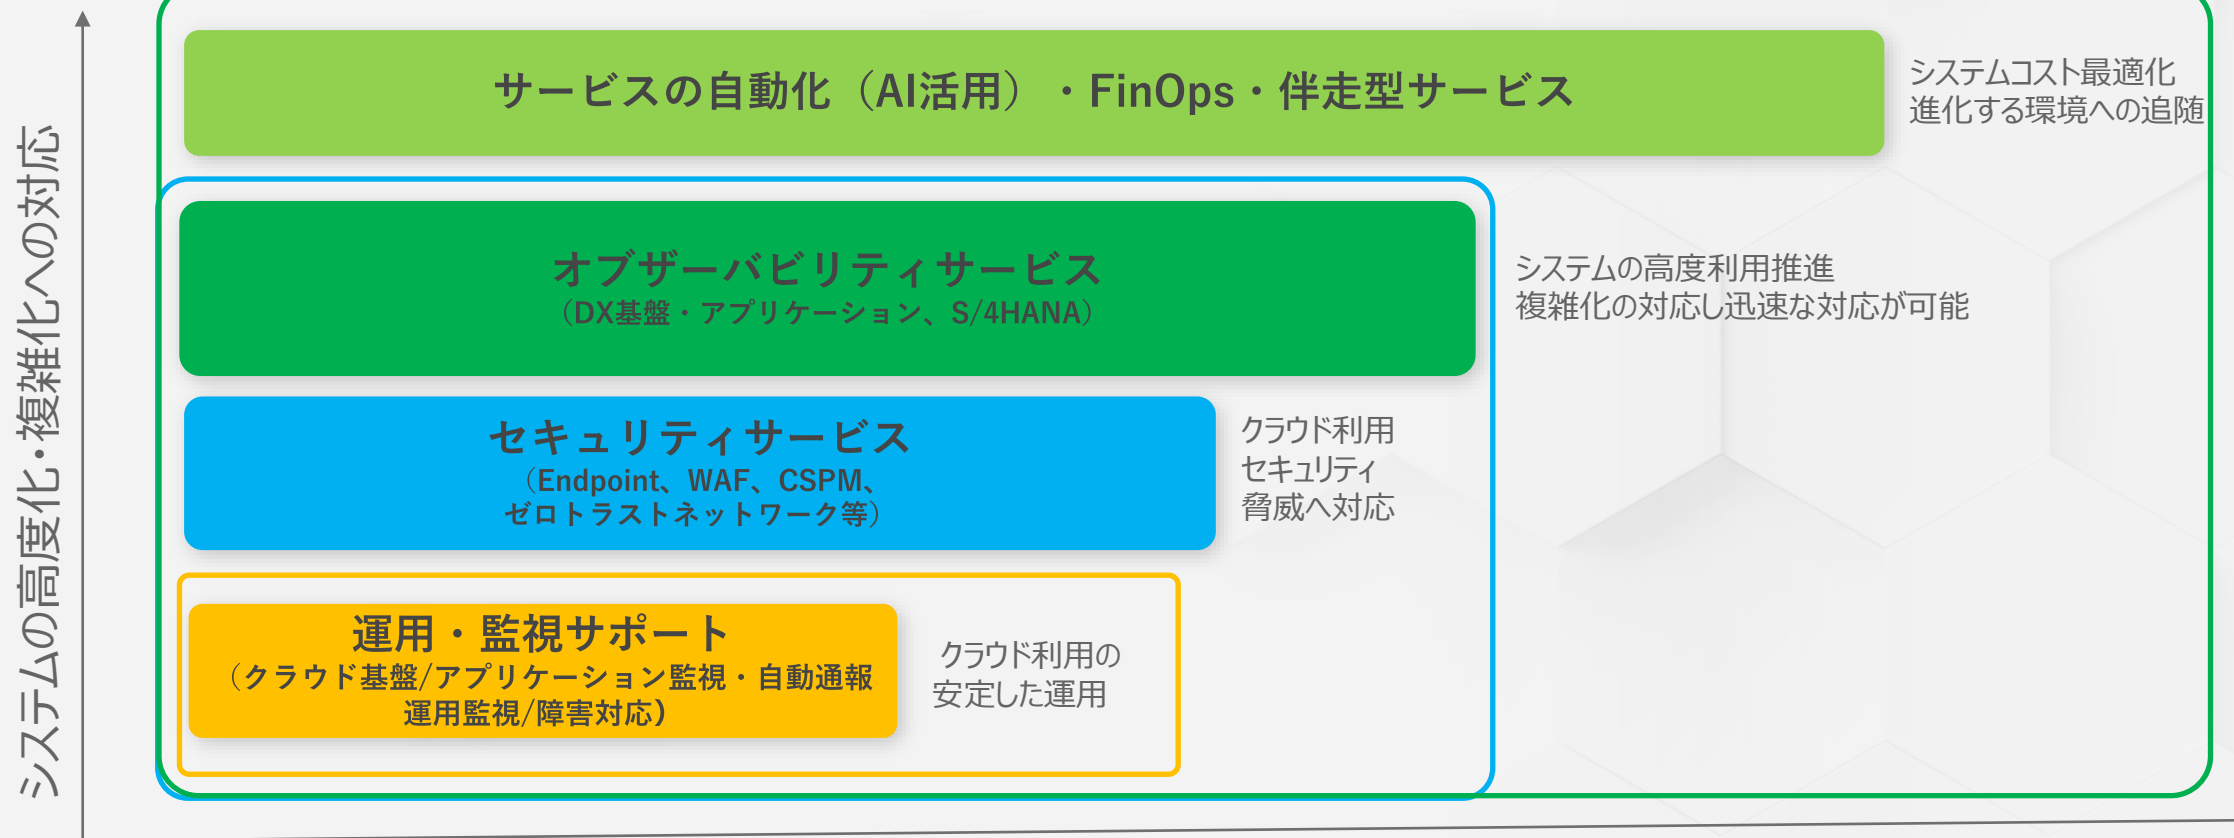 システムの高度化・複雑化への対応
サービスの自動化（AI活用）・FinOps・伴走型サービス
システムコスト最適化
進化する環境への追随
オブザーバビリティサービス
（DX基盤・アプリケーション、S/4HANA）
システムの高度利用推進
複雑化の対応し迅速な対応が可能
セキュリティサービス
（Endpoint、WAF、CSPM、
ゼロトラストネットワーク等）
クラウド利用
セキュリティ
脅威へ対応
運用・監視サポート
（クラウド基盤/アプリケーション監視・自動通報
運用監視/障害対応）
クラウド利用の
安定した運用